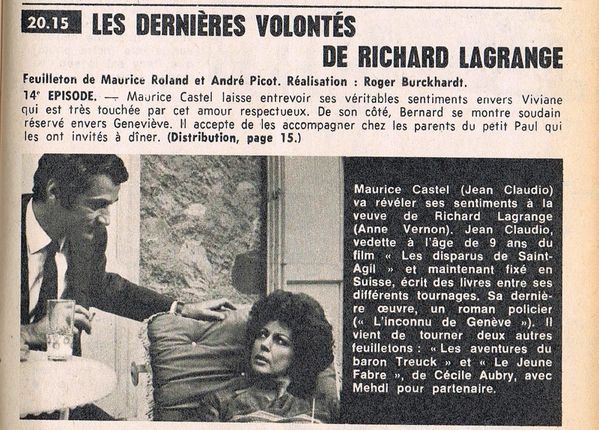 20.15 LES DERNIÈRES VOLONTÉS
DE RICHARD LAGRANGE
Feuilleton de Maurice Roland et André Picot. Réalisation : Roger Burckhardt.
14e EPISODE. — Maurice Castel laisse entrevoir ses véritables sentiments envers Viviane
qui est très touchée par cet amour respectueux. De son côté, Bernard se montre soudain
réservé envers Geneviève. Il accepte de les accompagner chez les parents du petit Paul qui
les ont invités à dîner. (Distribution, page 15.)
Maurice Castel (Jean Claudio)
va révéler ses sentiments à la
veuve de Richard Lagrange
(Anne Vernon). Jean Claudio,
vedette à l'âge de 9 ans du
film « Les disparus de Saint-
Agil » et maintenant fixé en
Suisse, écrit des livres entre ses
différents tournages. Sa derniè-
re œuvre, un roman policier
(« L'inconnu de Genève »). Il
vient de tourner deux autres
feuilletons : « Les aventures du
baron Treuck » et « Le Jeune
Fabre », de Cécile Aubry, avec
Mehdi pour partenaire.